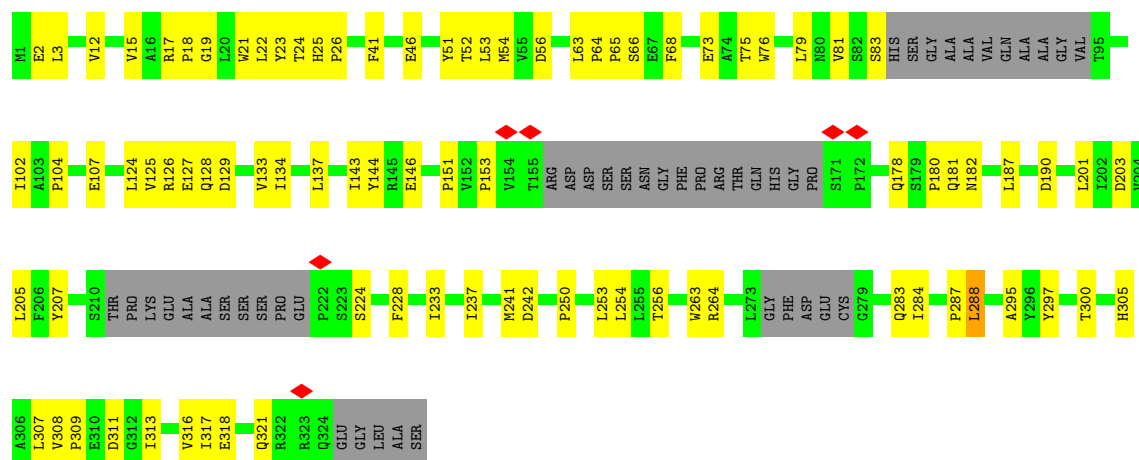 M1 E2 L3 V12 V15 A16 R17 P18 G19 L20 W21 L22 Y23 T24 H25 P26 F41 E46 Y51 T52 L53 M54 V55 D56 L63 P64 P65 S66 E67 F68 E73 A74 T75 W76 L79 N80 V81 S82 S83 HIS SER GLY ALA ALA VAL GLN ALA ALA GLY VAL T95
I102 A103 P104 E107 L124 V125 R126 E127 Q128 D129 V133 I134 L137 I143 Y144 R145 E146 P151 V152 P153 V154 T155 ARG ASP ASP SER SER ASN GLY PHE PRO ARG THR GLN HIS GLY PRO S171 P172 Q178 S179 P180 Q181 N182 L187 D190 L201 I202 D203 V204
L205 F206 Y207 S210 THR PRO LYS GLU ALA ALA SER SER SER PRO GLU P222 S223 S224 F228 I233 I237 M241 D242 P250 L253 L254 L255 T256 W263 R264 L273 GLY PHE ASP GLU CYS G279 Q283 I284 P287 L288 A295 Y296 Y297 T300 H305
A306 L307 V308 P309 E310 D311 G312 I313 V316 I317 E318 Q321 R322 R323 Q324 GLU GLY LEU ALA SER